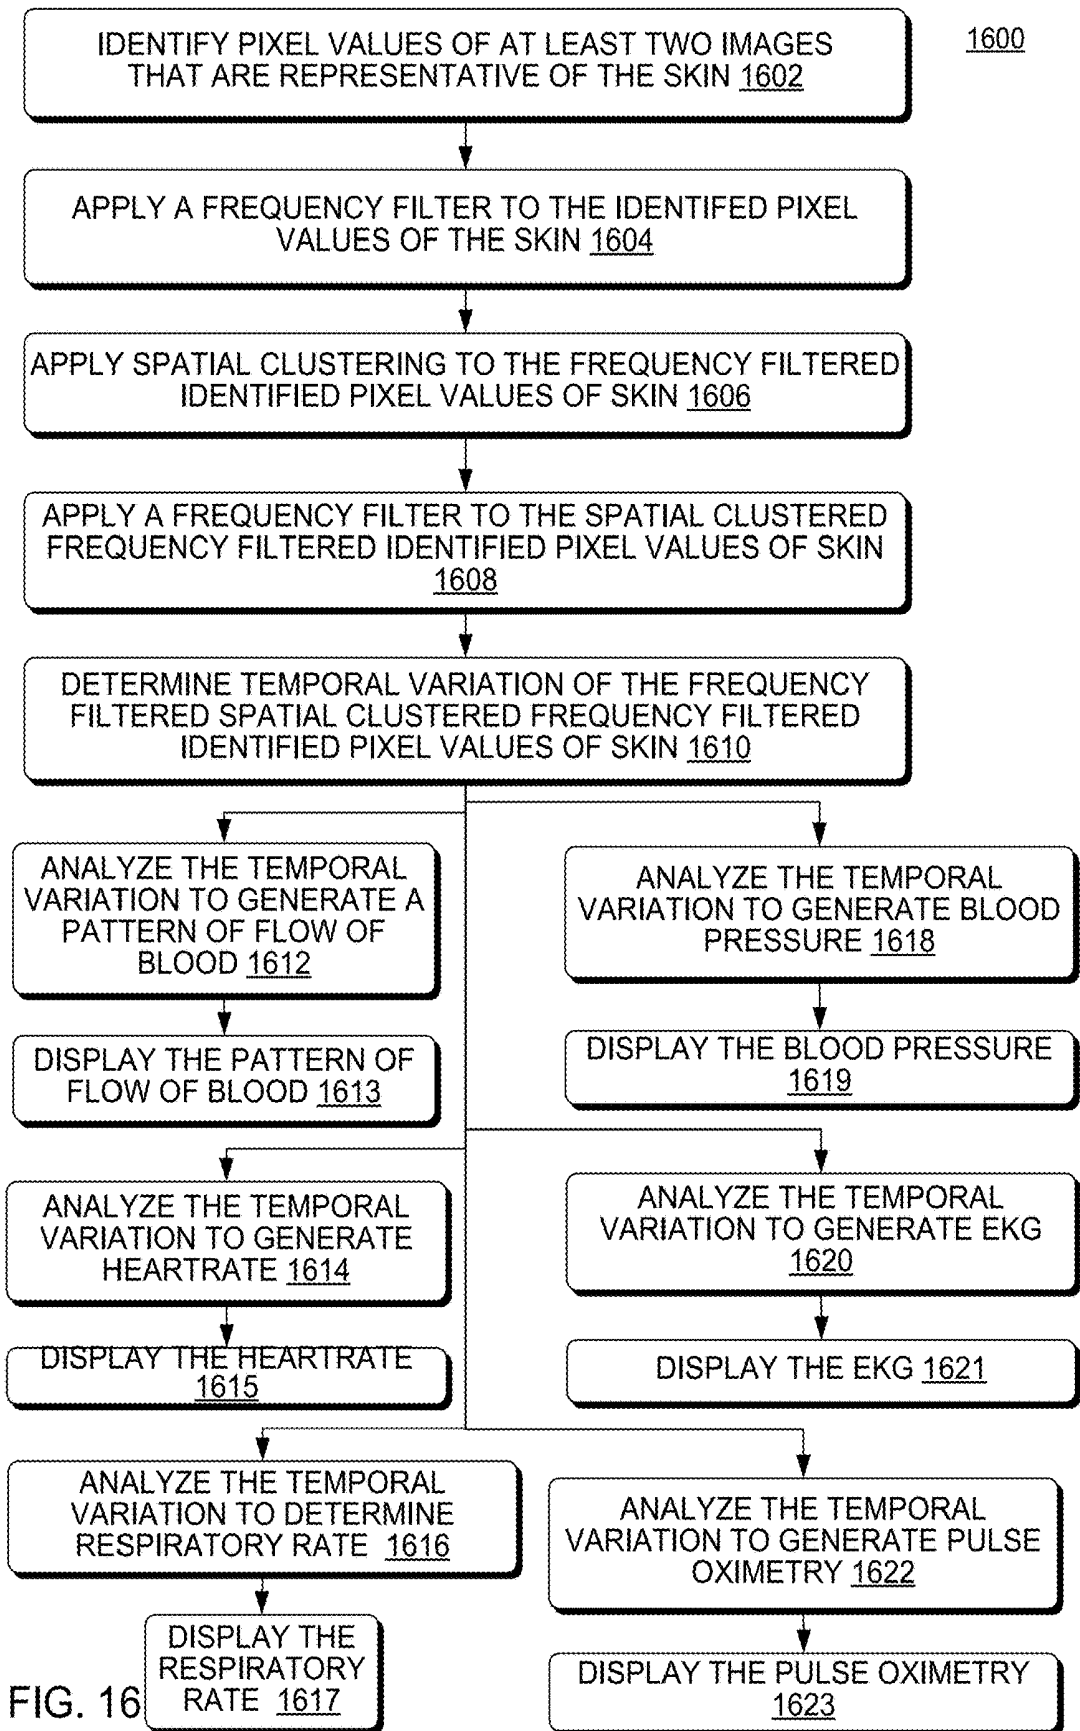 IDENTIFY PIXEL VALUES OF AT LEAST TWO IMAGES
THAT ARE REPRESENTATIVE OF THE SKIN 1602
1600
APPLY A FREQUENCY FILTER TO THE IDENTIFED PIXEL
VALUES OF THE SKIN 1604
APPLY SPATIAL CLUSTERING TO THE FREQUENCY FILTERED
IDENTIFIED PIXEL VALUES OF SKIN 1606
APPLY A FREQUENCY FILTER TO THE SPATIAL CLUSTERED
FREQUENCY FILTERED IDENTIFIED PIXEL VALUES OF SKIN
1608
DETERMINE TEMPORAL VARIATION OF THE FREQUENCY
FILTERED SPATIAL CLUSTERED FREQUENCY FILTERED
IDENTIFIED PIXEL VALUES OF SKIN 1610
ANALYZE THE TEMPORAL
VARIATION TO GENERATE A
PATTERN OF FLOW OF
BLOOD 1612
DISPLAY THE PATTERN OF
FLOW OF BLOOD 1613
ANALYZE THE TEMPORAL
VARIATION TO GENERATE BLOOD
PRESSURE 1618
DISPLAY THE BLOOD PRESSURE
1619
ANALYZE THE TEMPORAL
VARIATION TO GENERATE
HEARTRATE 1614
DISPLAY THE HEARTRATE
1615
ANALYZE THE TEMPORAL
VARIATION TO GENERATE EKG
1620
DISPLAY THE EKG 1621
ANALYZE THE TEMPORAL
VARIATION TO DETERMINE
RESPIRATORY RATE 1616
DISPLAY THE
RESPIRATORY
RATE 1617
ANALYZE THE TEMPORAL
VARIATION TO GENERATE PULSE
OXIMETRY 1622
DISPLAY THE PULSE OXIMETRY
1623
FIG. 16